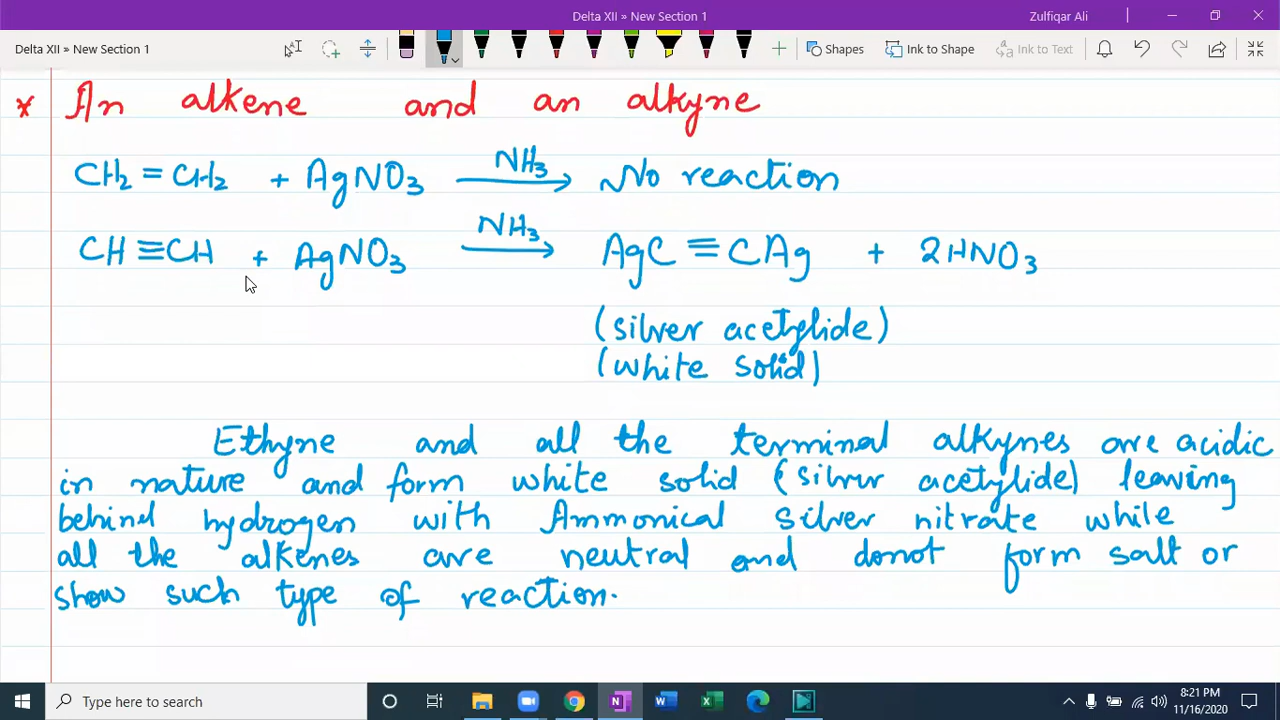 Delta XII » New Section 1
Zulfiqar Ali
Delta XII » New Section 1
Shapes
Ink to Shape
Ink to Text
* An alkene and an alkyne
CH₂ = CH₂ + AgNO₃ NH₃ → No reaction
CH ≡ CH + AgNO₃ NH₃ → AgC ≡ CAg + 2HNO₃
(silver acetylide)
(white solid)
Ethyne and all the terminal alkynes are acidic
in nature and form white solid (silver acetylide) leaving
behind hydrogen with Ammonical silver nitrate while
all the alkenes are neutral and donot form salt or
show such type of reaction.
Type here to search
8:21 PM
11/16/2020